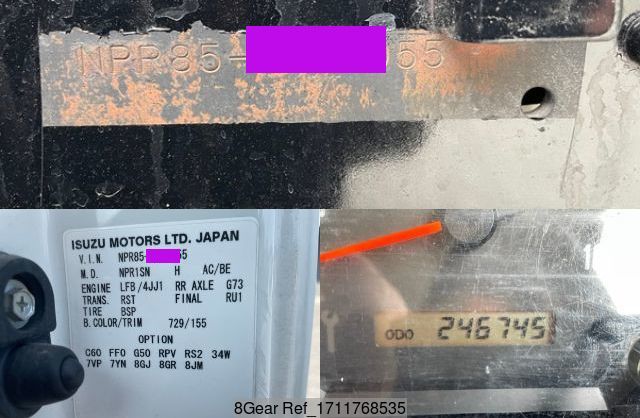 NPR85- 55
ISUZU MOTORS LTD. JAPAN
V.I.N. NPR85- 55
M.D. NPR1SN H AC/BE
ENGINE LFB/4JJ1 RR AXLE G73
TRANS. RST FINAL RU1
TIRE BSP
B.COLOR/TRIM 729/155
OPTION
C60 FF0 G50 RPV RS2 34W
7VP 7YN 8GJ 8GR 8JM
1
ODO 246745
8Gear Ref_1711768535